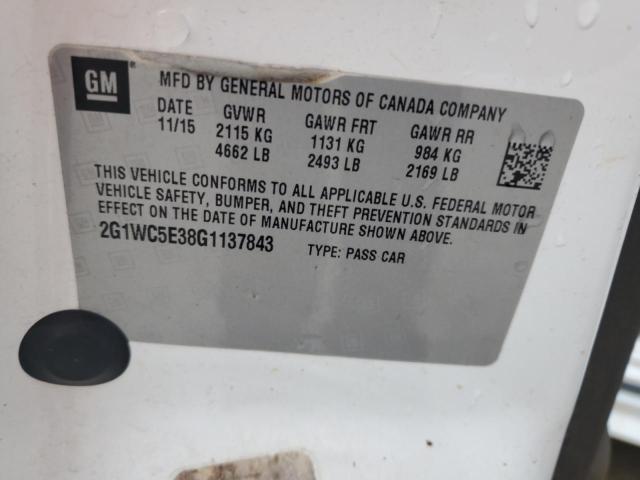 GM
MFD BY GENERAL MOTORS OF CANADA COMPANY
DATE GVWR GAWR FRT GAWR RR
11/15 2115 KG 1131 KG 984 KG
4662 LB 2493 LB 2169 LB
THIS VEHICLE CONFORMS TO ALL APPLICABLE U.S. FEDERAL MOTOR
VEHICLE SAFETY, BUMPER, AND THEFT PREVENTION STANDARDS IN
EFFECT ON THE DATE OF MANUFACTURE SHOWN ABOVE.
2G1WC5E38G1137843 TYPE: PASS CAR